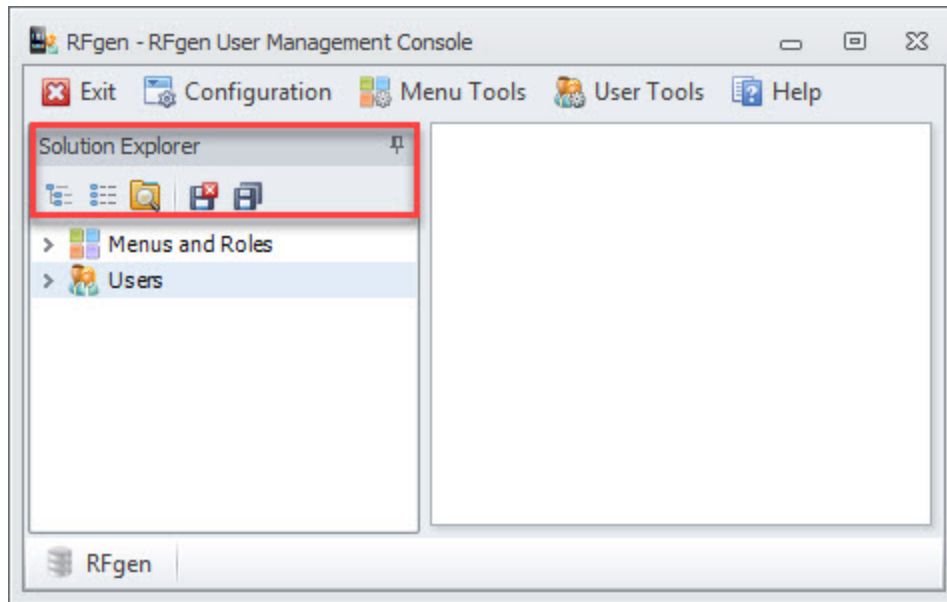 RFgen - RFgen User Management Console
Exit Configuration Menu Tools User Tools Help
Solution Explorer
Menus and Roles
Users
RFgen